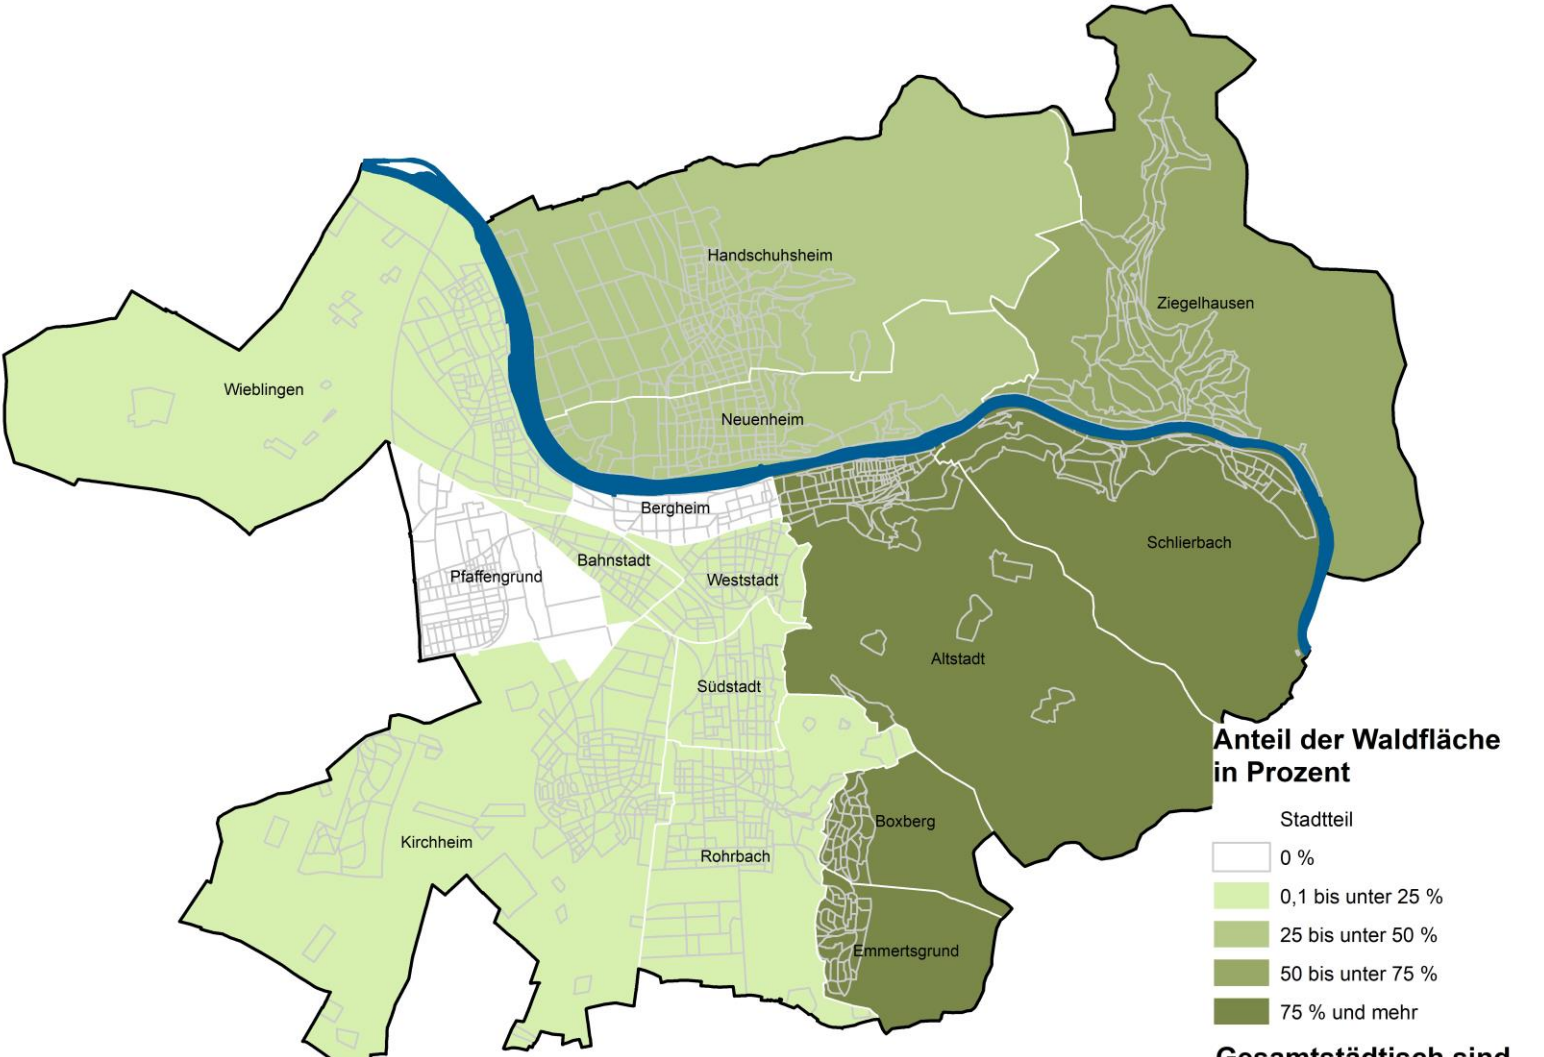 Handschuhsheim
Ziegelhausen
Wieblingen
Neuenheim
Bergheim
Schlierbach
Bahnstadt
Pfaffengrund
Weststadt
Altstadt
Südstadt
Boxberg
Kirchheim
Rohrbach
Emmertsgrund
Anteil der Waldfläche
in Prozent
Stadtteil
0 %
0,1 bis unter 25 %
25 bis unter 50 %
50 bis unter 75 %
75 % und mehr
Gesamtstädtisch sind